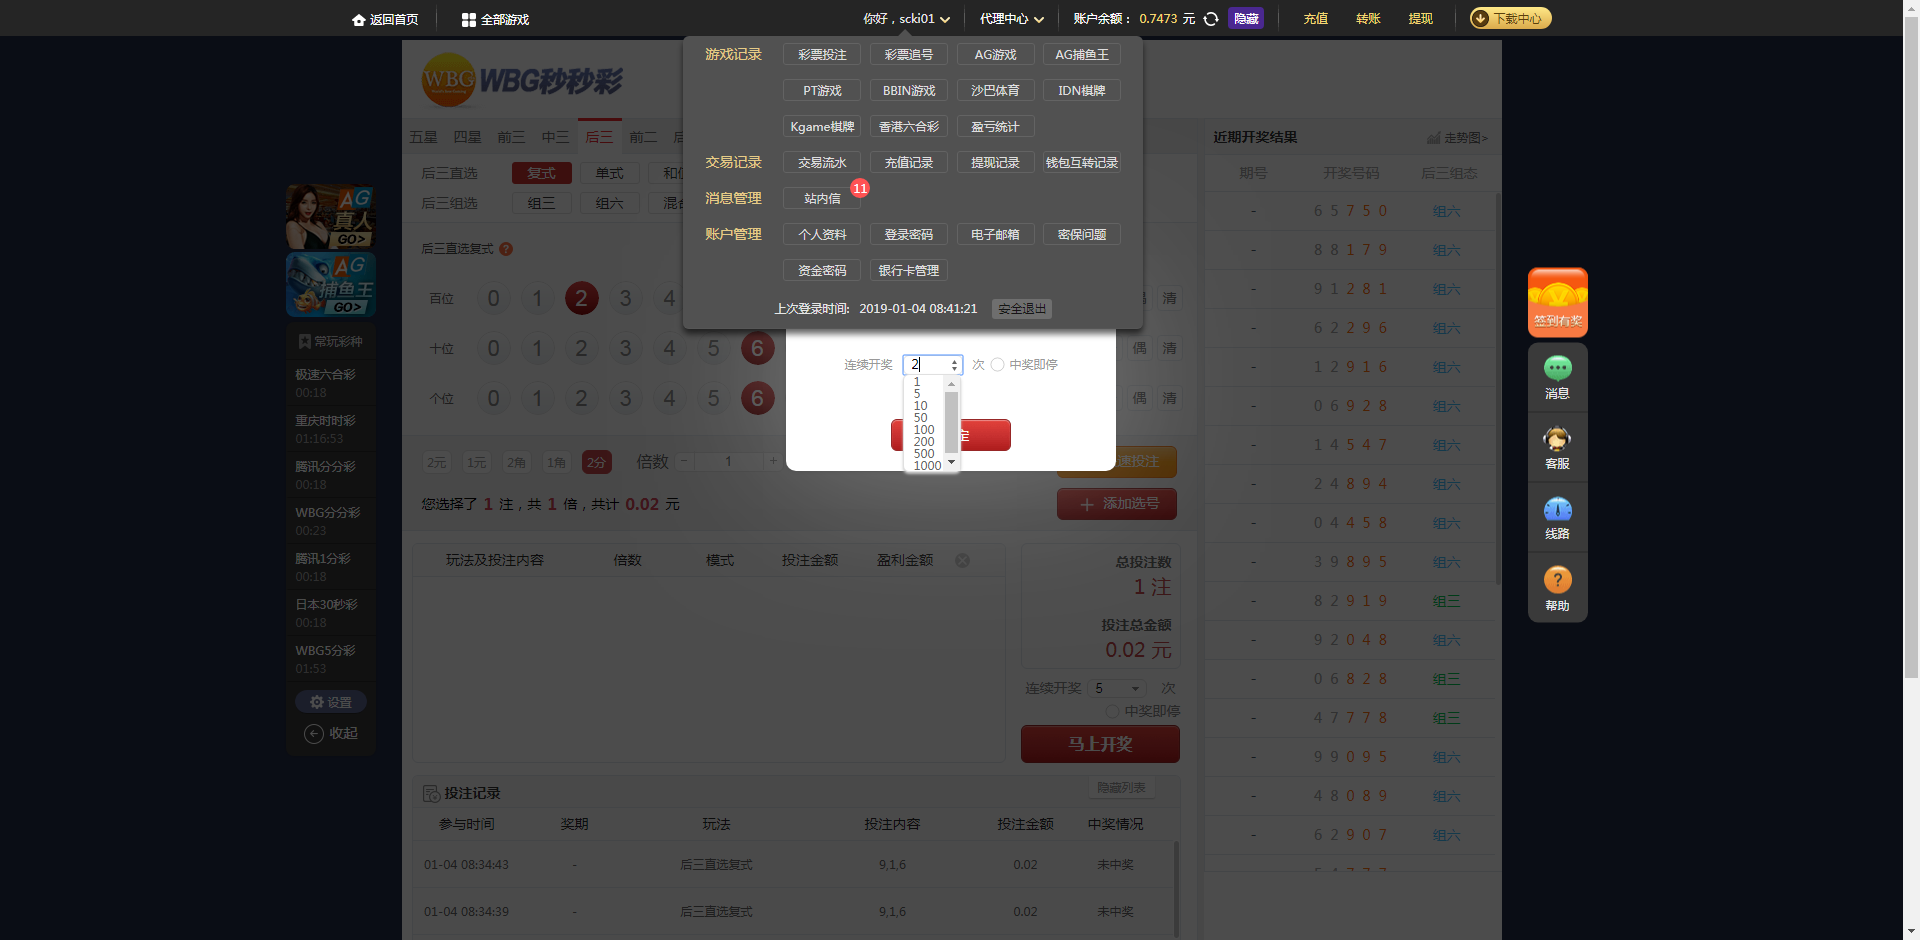 返回首页
全部游戏
你好，scki01
代理中心
账户余额： 0.7473 元
隐藏
充值
转账
提现
下载中心
游戏记录
彩票投注 彩票追号 AG游戏 AG捕鱼王
PT游戏 BBIN游戏 沙巴体育 IDN棋牌
Kgame棋牌 香港六合彩 盈亏统计
交易记录
交易流水 充值记录 提现记录 钱包互转记录
消息管理
站内信 11
账户管理
个人资料 登录密码 电子邮箱 密保问题
资金密码 银行卡管理
上次登录时间: 2019-01-04 08:41:21 安全退出
WBG WBG秒秒彩
五星 四星 前三 中三 后三 前二
后三直选 复式 单式
后三组选 组三 组六
后三直选复式 ?
百位 0 1 2 3 4 清
十位 0 1 2 3 4 5 6 偶 清
个位 0 1 2 3 4 5 6 偶 清
连续开奖 2 次 中奖即停
1
5
10
50
100
200
500
1000
定
2元 1元 2角 1角 2分 倍数 − 1 +
速投注
您选择了 1 注，共 1 倍，共计 0.02 元
添加选号
玩法及投注内容 倍数 模式 投注金额 盈利金额
总投注数
1 注
投注总金额
0.02 元
连续开奖 5 次
中奖即停
马上开奖
投注记录
隐藏列表
参与时间 奖期 玩法 投注内容 投注金额 中奖情况
01-04 08:34:43 - 后三直选复式 9,1,6 0.02 未中奖
01-04 08:34:39 - 后三直选复式 9,1,6 0.02 未中奖
近期开奖结果 走势图>
期号 开奖号码 后三组态
- 6 5 7 5 0 组六
- 8 8 1 7 9 组六
- 9 1 2 8 1 组六
- 6 2 2 9 6 组六
- 1 2 9 1 6 组六
- 0 6 9 2 8 组六
- 1 4 5 4 7 组六
- 2 4 8 9 4 组六
- 0 4 4 5 8 组六
- 3 9 8 9 5 组六
- 8 2 9 1 9 组三
- 9 2 0 4 8 组六
- 0 6 8 2 8 组三
- 4 7 7 7 8 组三
- 9 9 0 9 5 组六
- 4 8 0 8 9 组六
- 6 2 9 0 7 组六
AG
真人
GO>
AG
捕鱼王
GO>
常玩彩种
极速六合彩
00:18
重庆时时彩
01:16:53
腾讯分分彩
00:18
WBG分分彩
00:23
腾讯1分彩
00:18
日本30秒彩
00:18
WBG5分彩
01:53
设置
收起
签到有奖
消息
客服
线路
帮助